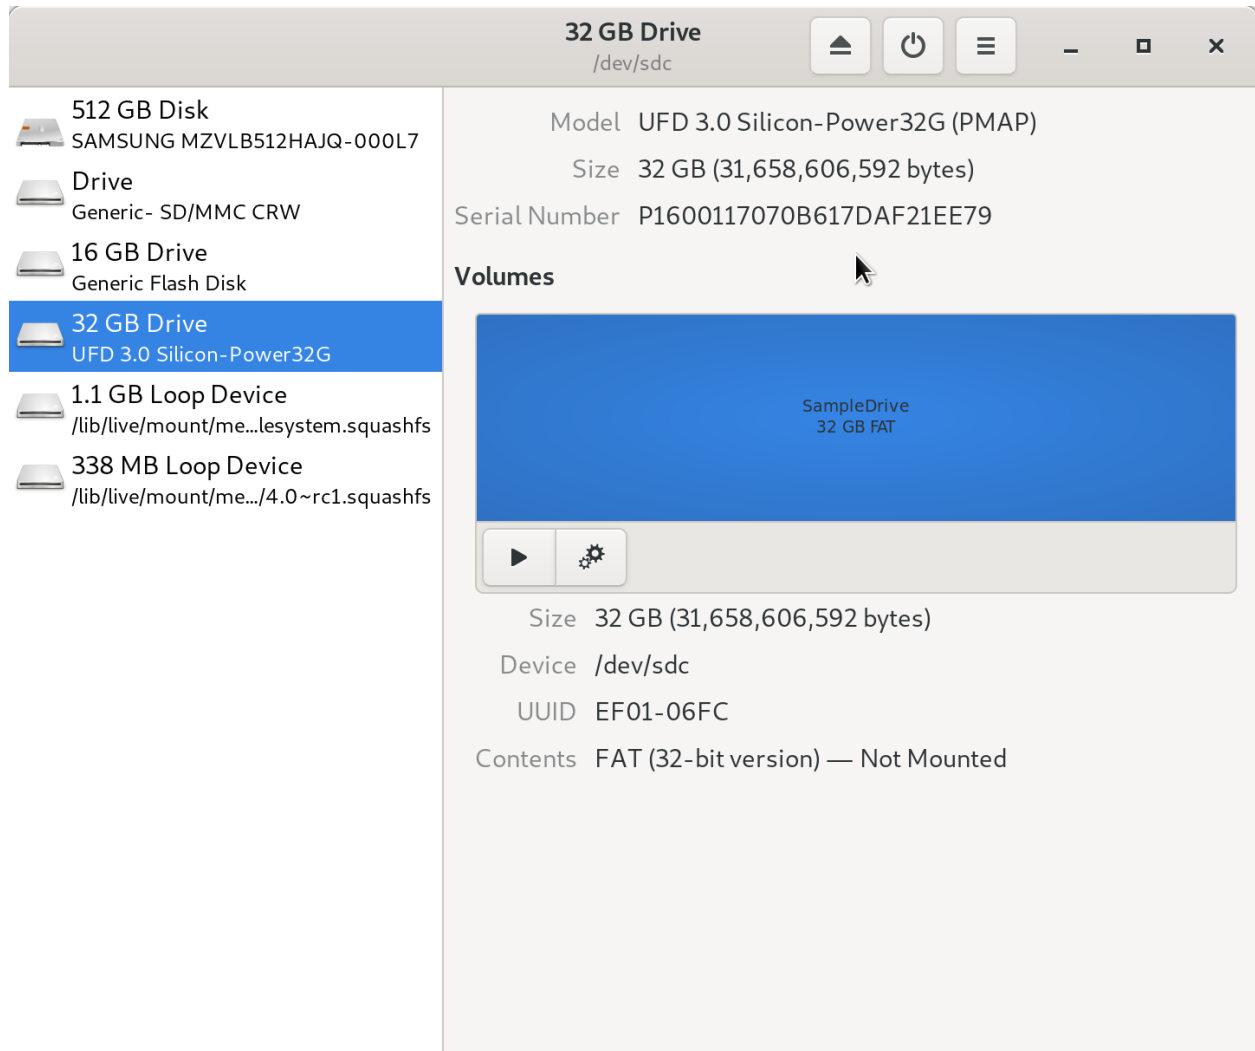 32 GB Drive
/dev/sdc
512 GB Disk
SAMSUNG MZVLB512HAJQ-000L7
Drive
Generic- SD/MMC CRW
16 GB Drive
Generic Flash Disk
32 GB Drive
UFD 3.0 Silicon-Power32G
1.1 GB Loop Device
/lib/live/mount/me...lesystem.squashfs
338 MB Loop Device
/lib/live/mount/me.../4.0~rc1.squashfs
Model UFD 3.0 Silicon-Power32G (PMAP)
Size 32 GB (31,658,606,592 bytes)
Serial Number P1600117070B617DAF21EE79
Volumes
SampleDrive
32 GB FAT
Size 32 GB (31,658,606,592 bytes)
Device /dev/sdc
UUID EF01-06FC
Contents FAT (32-bit version) — Not Mounted